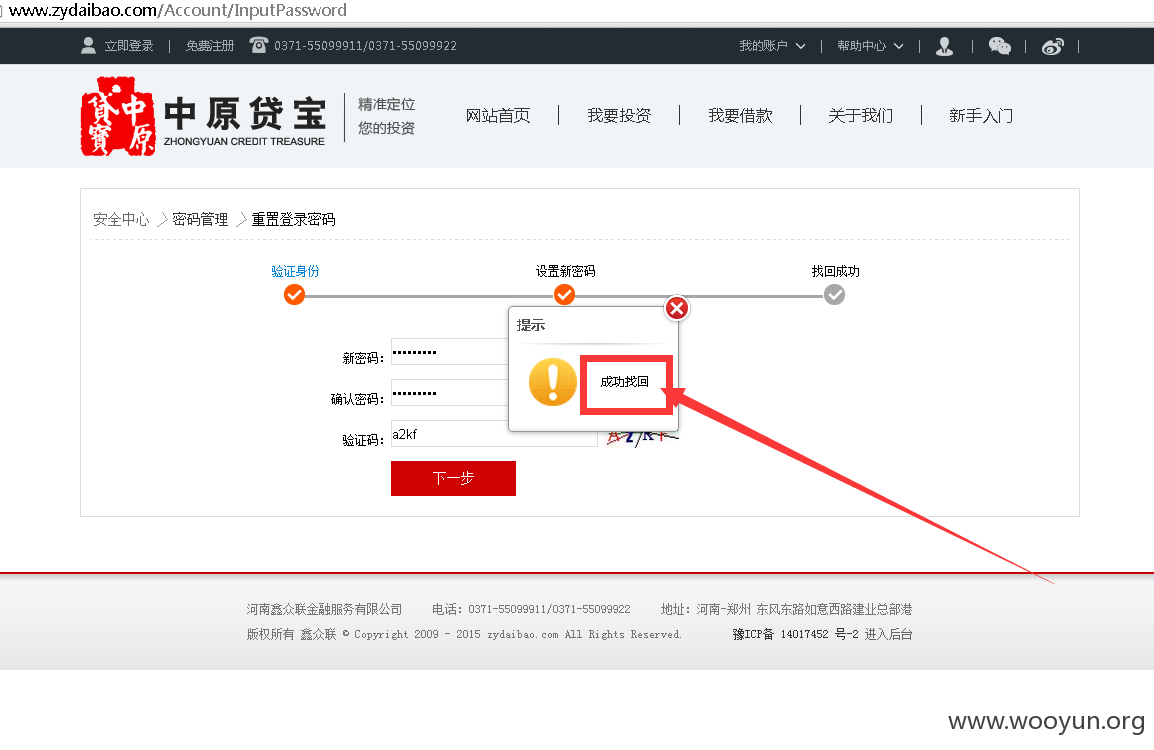 www.zydaibao.com/Account/InputPassword
立即登录 | 免费注册 0371-55099911/0371-55099922 我的账户 | 帮助中心
貸寶 中原
中原贷宝
ZHONGYUAN CREDIT TREASURE
精准定位
您的投资
网站首页 我要投资 我要借款 关于我们 新手入门
安全中心 密码管理 重置登录密码
验证身份 设置新密码 找回成功
提示
成功找回
新密码:
确认密码:
验证码: a2kf
下一步
河南鑫众联金融服务有限公司 电话:0371-55099911/0371-55099922 地址:河南-郑州 东风东路如意西路建业总部港
版权所有 鑫众联 © Copyright 2009 - 2015 zydaibao.com All Rights Reserved. 豫ICP备 14017452 号-2 进入后台
www.wooyun.org